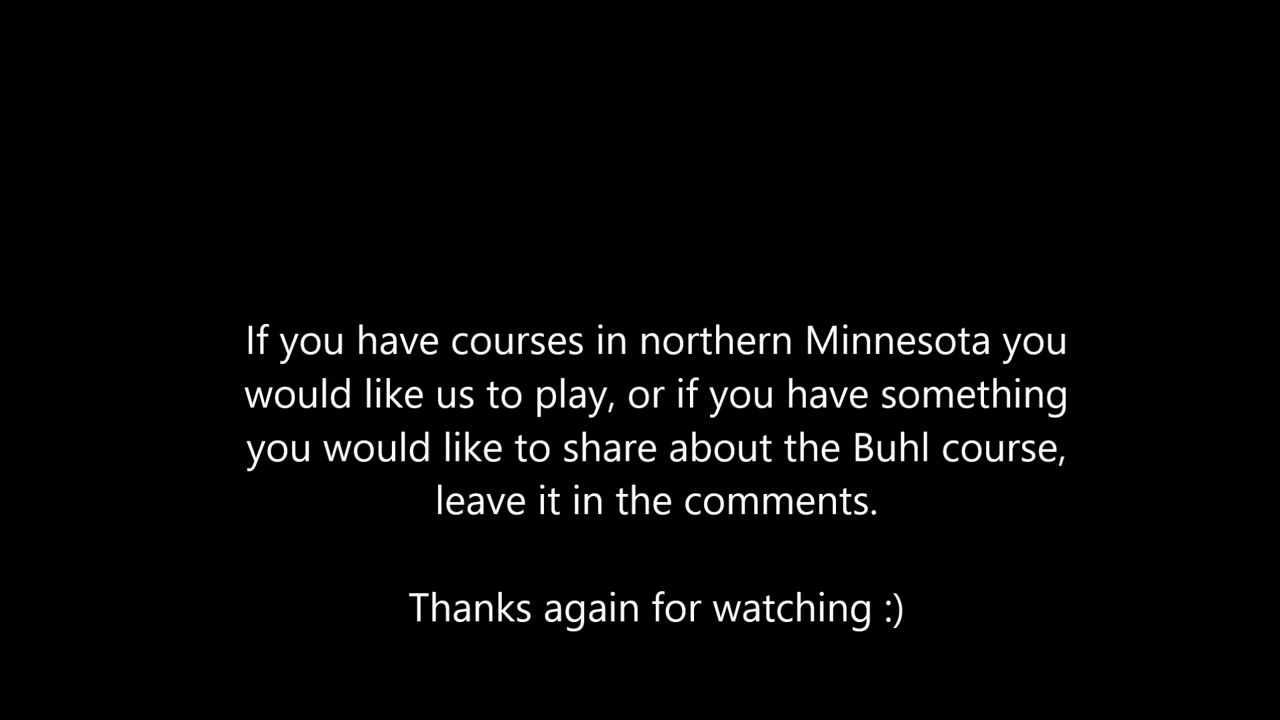 If you have courses in northern Minnesota you
would like us to play, or if you have something
you would like to share about the Buhl course,
leave it in the comments.
Thanks again for watching :)